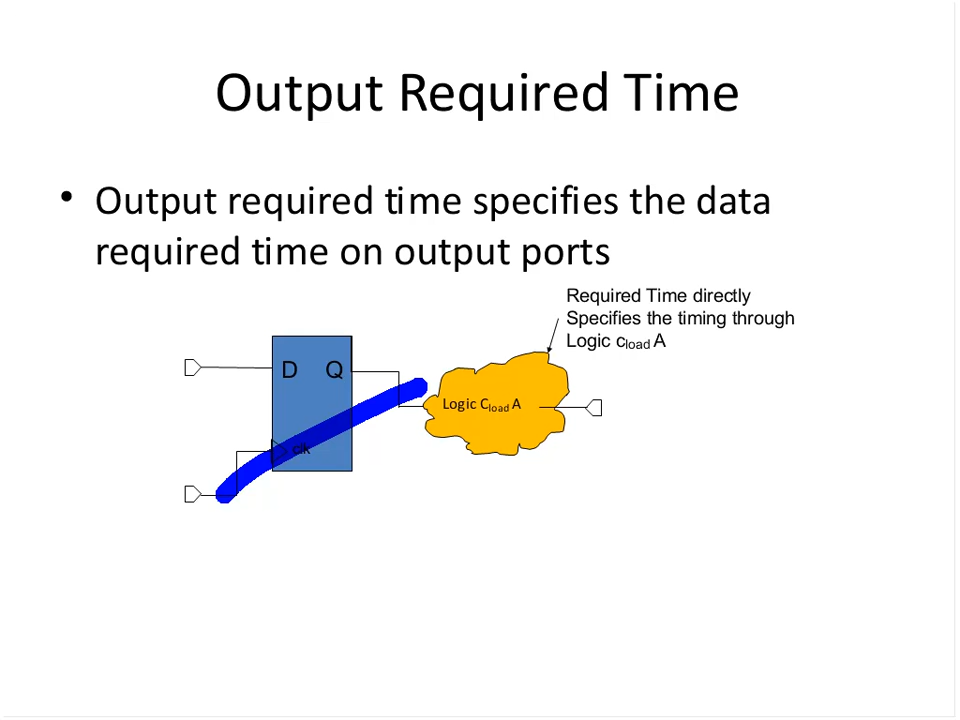 Output Required Time
• Output required time specifies the data
required time on output ports
Required Time directly
Specifies the timing through
Logic cload A
D Q
Logic Cload A
clk